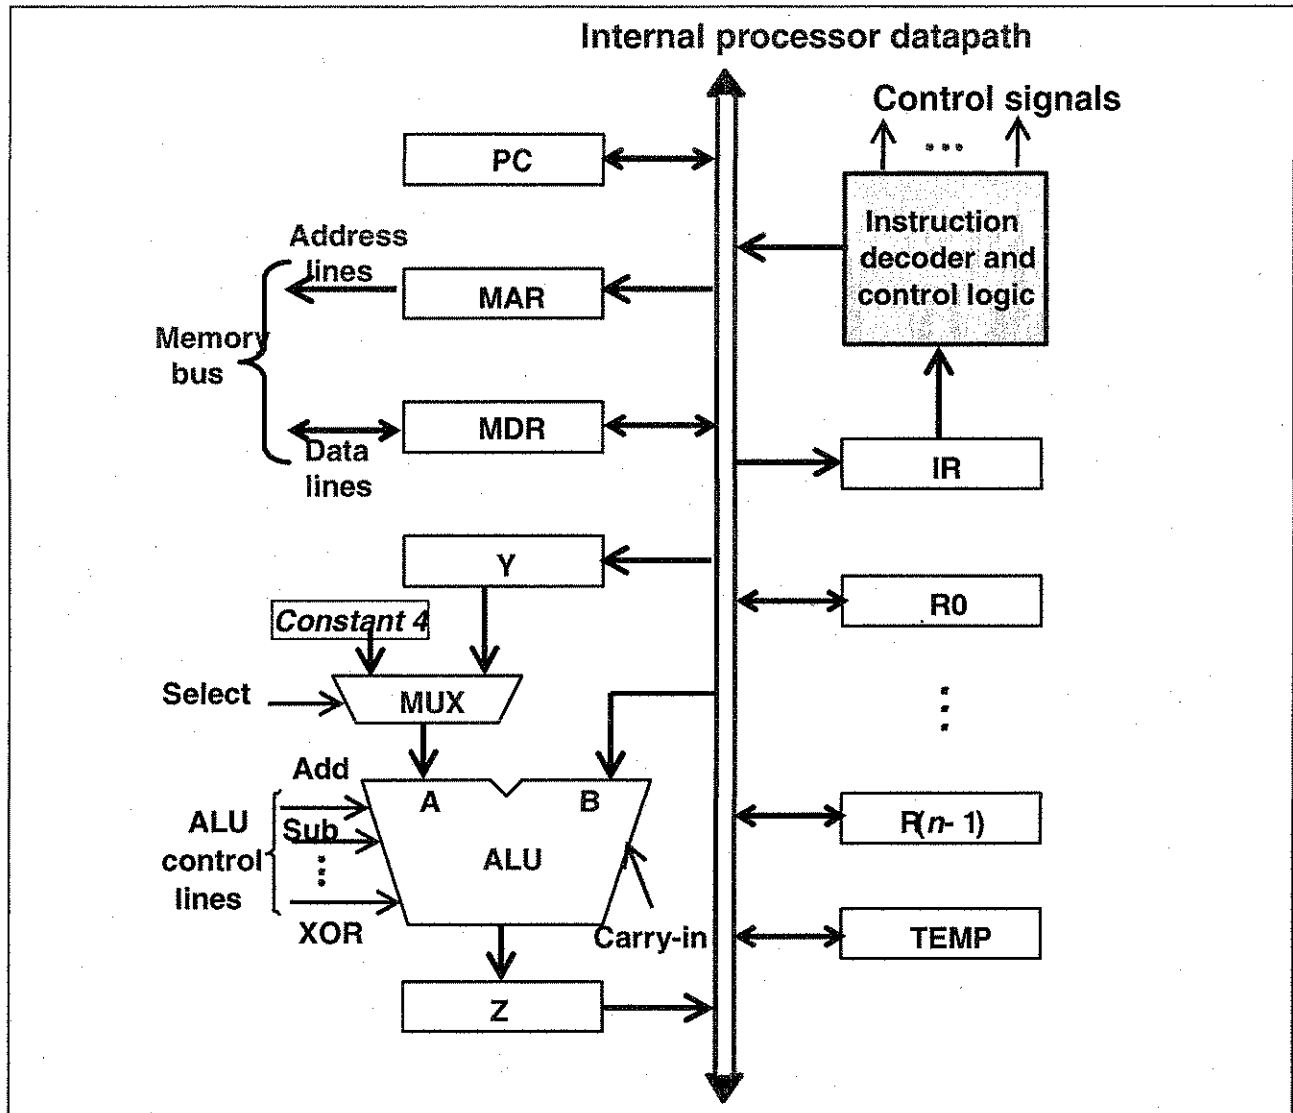 Internal processor datapath
Control signals
...
PC
Instruction
decoder and
control logic
Address
lines
MAR
Memory
bus
MDR
Data
lines
IR
Y
Constant 4
R0
Select
MUX
Add
A
B
ALU
control
lines
Sub
ALU
R(n- 1)
XOR
Carry-in
TEMP
Z